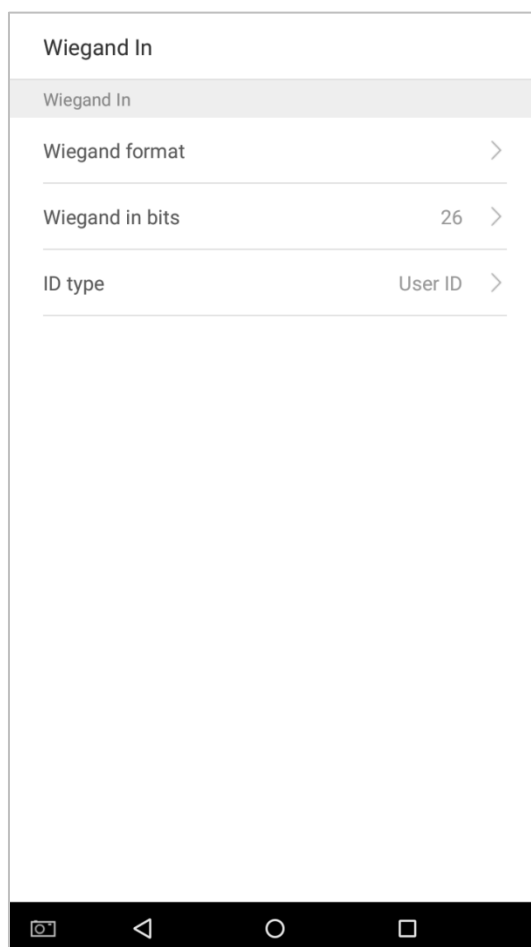 Wiegand In
Wiegand In
Wiegand format
Wiegand in bits 26
ID type User ID